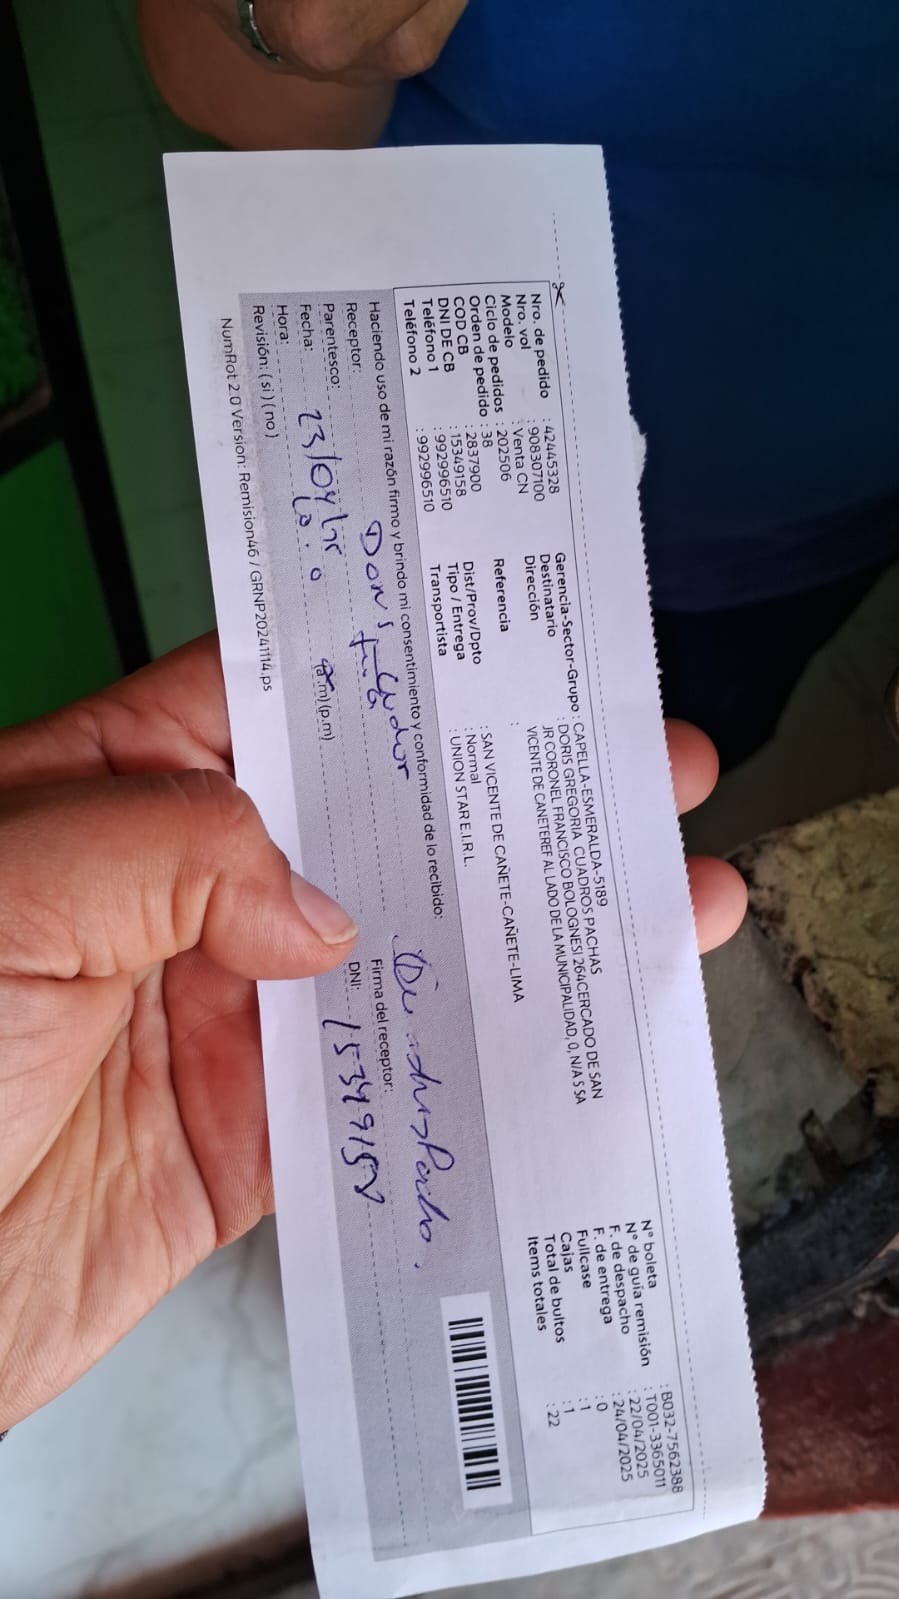 Nro. de pedido : 42445328
Nro. vol : 908307100
Modelo : Venta CN
Ciclo de pedidos : 202506
Orden de pedido : 38
COD CB : 2837900
DNI DE CB : 15349158
Teléfono 1 : 992996510
Teléfono 2 : 992996510
Gerencia-Sector-Grupo : CAPELLA-ESMERALDA-5189
Destinatario : DORIS GREGORIA CUADROS PACHAS
Dirección : JR CORONEL FRANCISCO BOLOGNESI 264CERCADO DE SAN
VICENTE DE CANETEREF AL LADO DE LA MUNICIPALIDAD, 0, N/A S SA
Referencia :
Dist/Prov/Dpto : SAN VICENTE DE CAÑETE-CAÑETE-LIMA
Tipo / Entrega : Normal
Transportista : UNION STAR E.I.R.L.
N° boleta : B032-7562388
N° de guía remisión : T001-3365011
F. de despacho : 22/04/2025
F. de entrega : 24/04/2025
Fullcase : 0
Cajas : 1
Total de bultos : 1
Items totales : 22
Haciendo uso de mi razón firmo y brindo mi consentimiento y conformidad de lo recibido:
Receptor:
Firma del receptor:
Parentesco:
DNI: 15349158
Fecha: 23/04/
Hora: (a.m) (p.m)
Revisión: ( si ) ( no )
NumRot 2.0 Version: Remision46 / GRNP20241114.ps